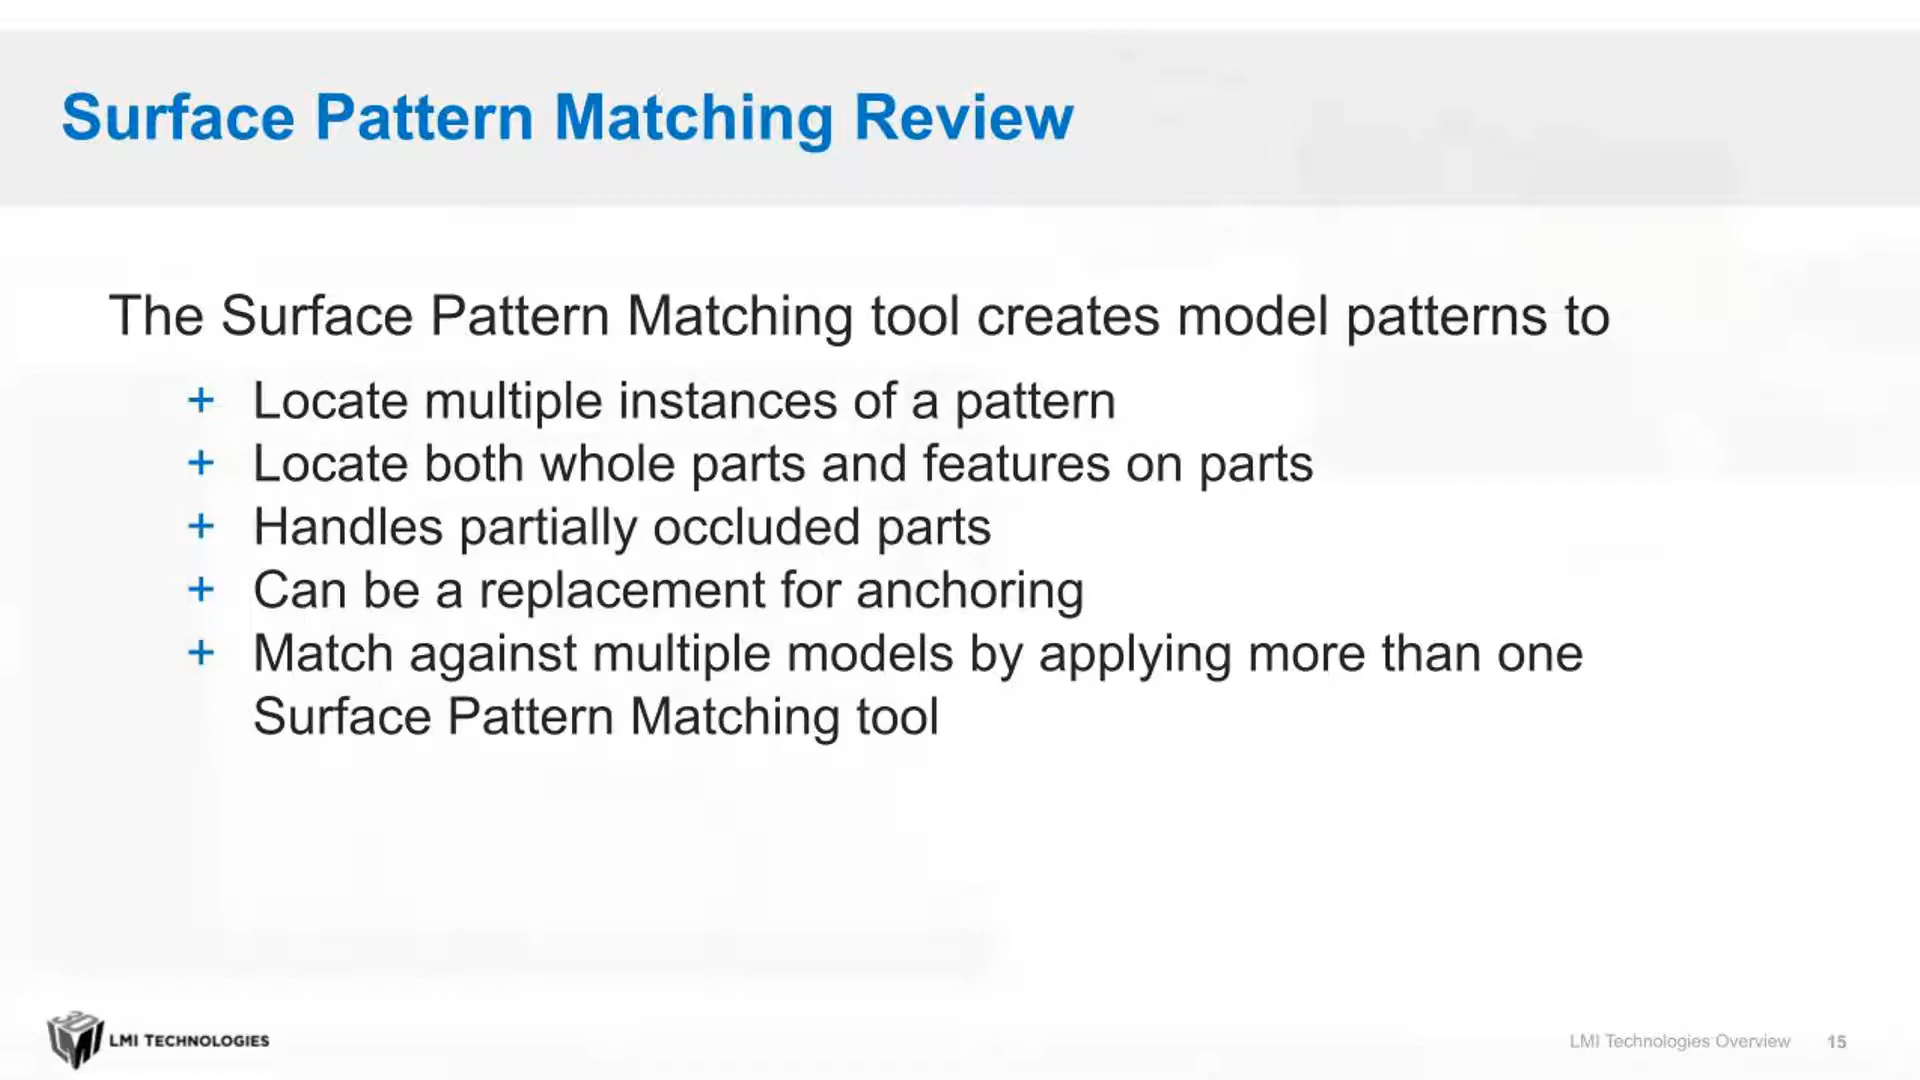 Surface Pattern Matching Review
The Surface Pattern Matching tool creates model patterns to
+ Locate multiple instances of a pattern
+ Locate both whole parts and features on parts
+ Handles partially occluded parts
+ Can be a replacement for anchoring
+ Match against multiple models by applying more than one
Surface Pattern Matching tool
3D
LMI TECHNOLOGIES
LMI Technologies Overview 15